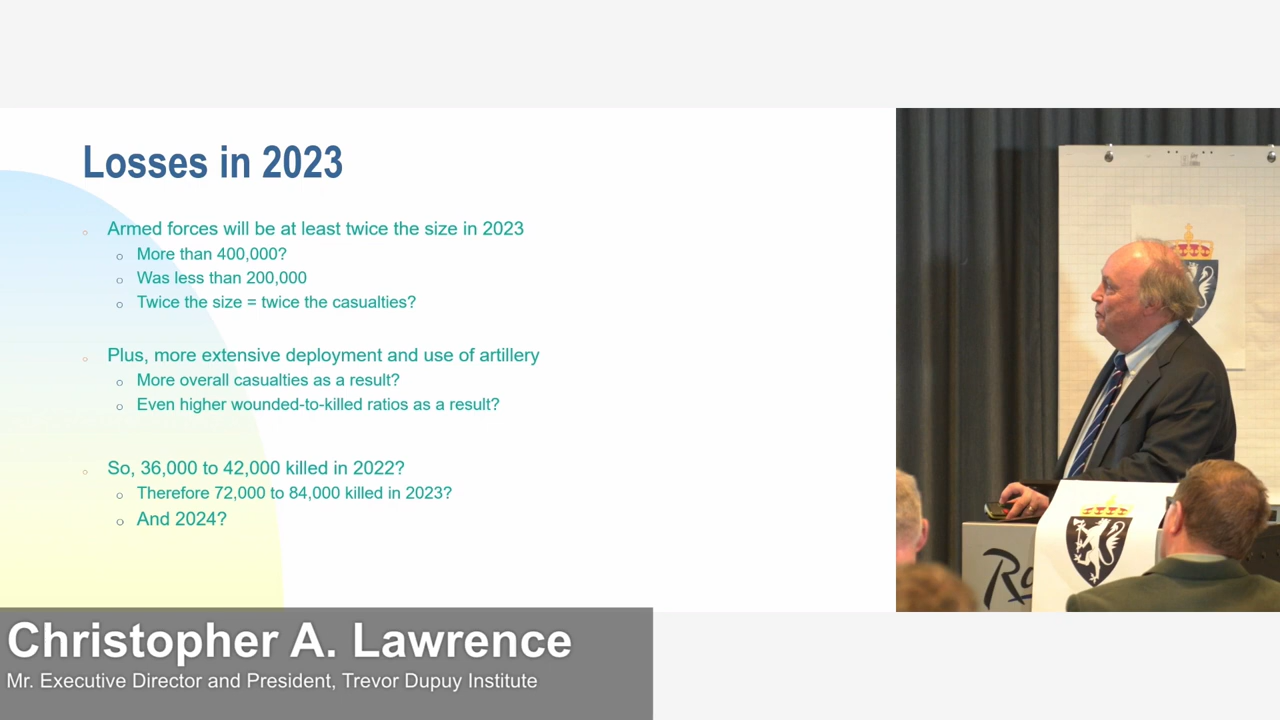 Losses in 2023
Armed forces will be at least twice the size in 2023
More than 400,000?
Was less than 200,000
Twice the size = twice the casualties?
Plus, more extensive deployment and use of artillery
More overall casualties as a result?
Even higher wounded-to-killed ratios as a result?
So, 36,000 to 42,000 killed in 2022?
Therefore 72,000 to 84,000 killed in 2023?
And 2024?
Christopher A. Lawrence
Mr. Executive Director and President, Trevor Dupuy Institute